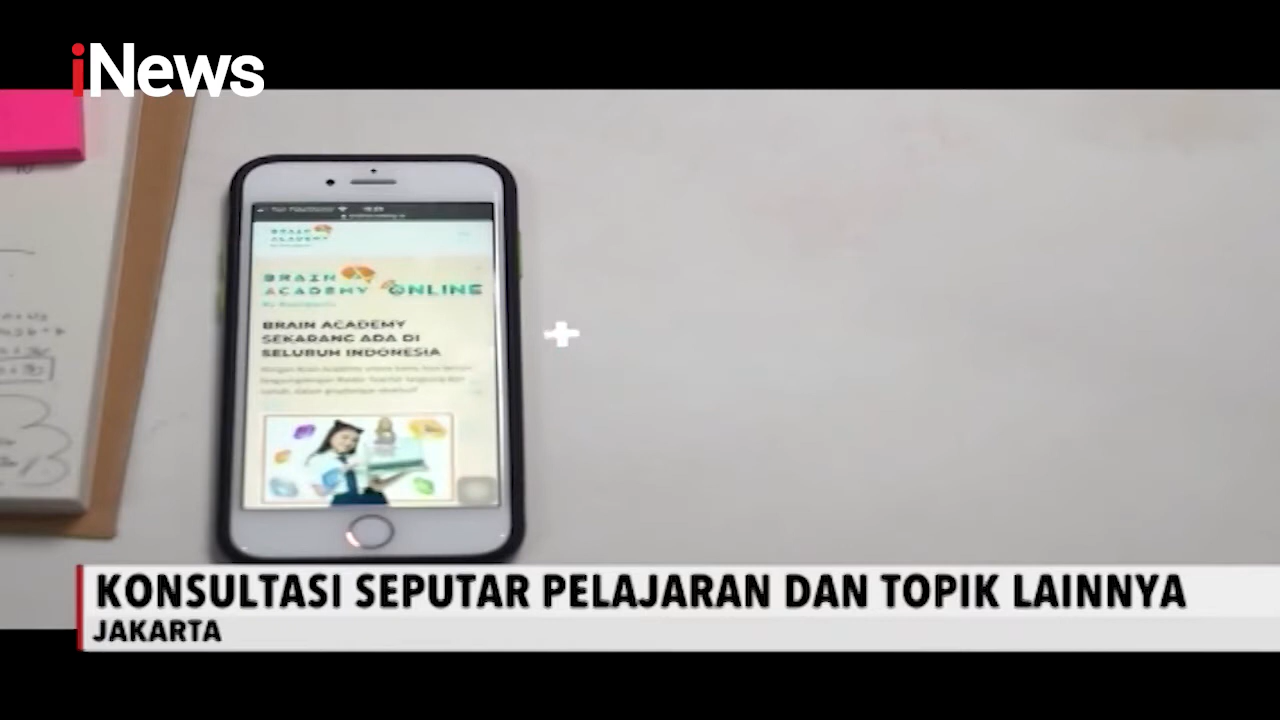 iNews
BRAIN
ACADEMY
BRAIN
ACADEMY ONLINE
BRAIN ACADEMY
SEKARANG ADA DI
SELURUH INDONESIA
KONSULTASI SEPUTAR PELAJARAN DAN TOPIK LAINNYA
JAKARTA